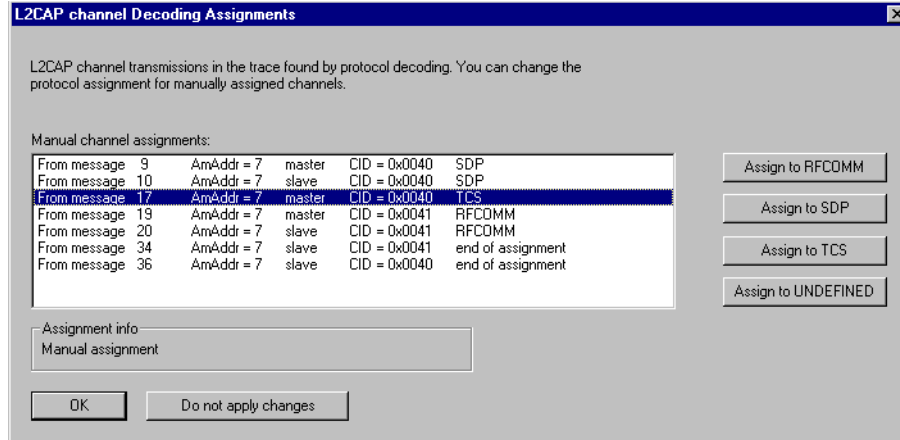 L2CAP channel Decoding Assignments
L2CAP channel transmissions in the trace found by protocol decoding. You can change the
protocol assignment for manually assigned channels.
Manual channel assignments:
From message 9 AmAddr = 7 master CID = 0x0040 SDP
From message 10 AmAddr = 7 slave CID = 0x0040 SDP
From message 17 AmAddr = 7 master CID = 0x0040 TCS
From message 19 AmAddr = 7 master CID = 0x0041 RFCOMM
From message 20 AmAddr = 7 slave CID = 0x0041 RFCOMM
From message 34 AmAddr = 7 slave CID = 0x0041 end of assignment
From message 36 AmAddr = 7 slave CID = 0x0040 end of assignment
Assign to RFCOMM
Assign to SDP
Assign to TCS
Assign to UNDEFINED
Assignment info
Manual assignment
OK
Do not apply changes